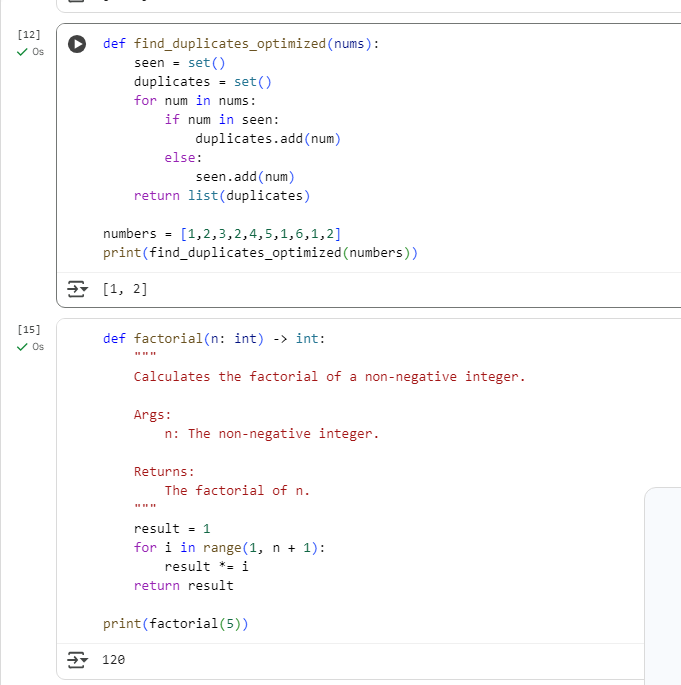 [12]
0s
def find_duplicates_optimized(nums):
    seen = set()
    duplicates = set()
    for num in nums:
        if num in seen:
            duplicates.add(num)
        else:
            seen.add(num)
    return list(duplicates)

numbers = [1,2,3,2,4,5,1,6,1,2]
print(find_duplicates_optimized(numbers))
[1, 2]
[15]
0s
def factorial(n: int) -> int:
    """
    Calculates the factorial of a non-negative integer.

    Args:
        n: The non-negative integer.

    Returns:
        The factorial of n.
    """
    result = 1
    for i in range(1, n + 1):
        result *= i
    return result

print(factorial(5))
120